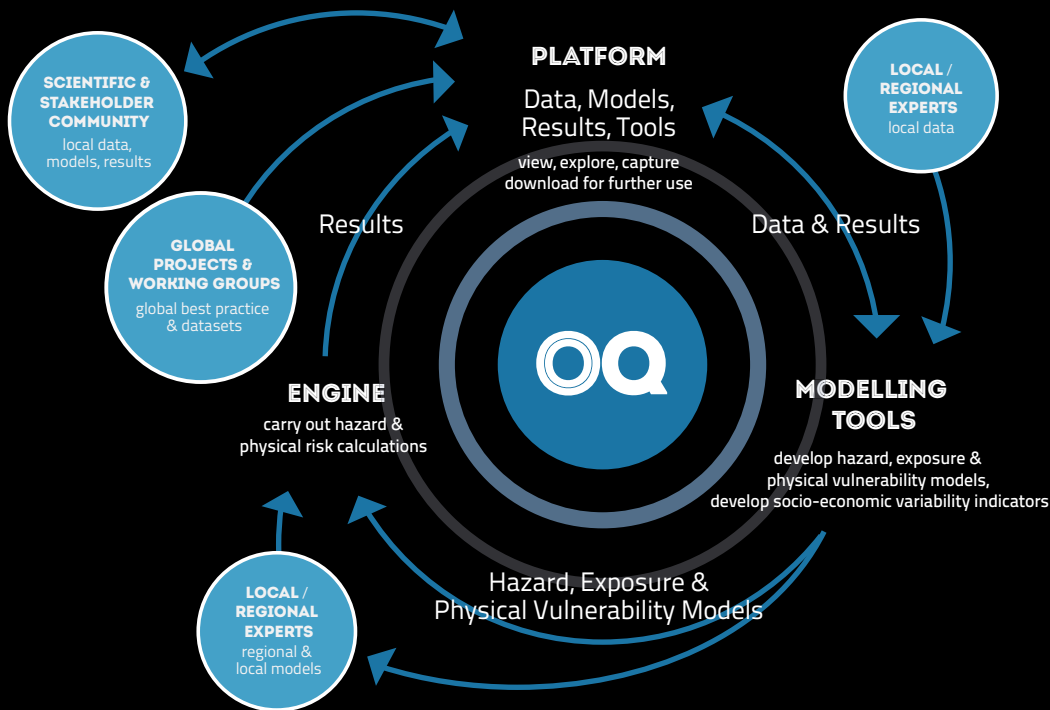 SCIENTIFIC &
STAKEHOLDER
COMMUNITY
local data,
models, results
GLOBAL
PROJECTS &
WORKING GROUPS
global best practice
& datasets
PLATFORM
Data, Models,
Results, Tools
view, explore, capture
download for further use
LOCAL /
REGIONAL
EXPERTS
local data
Results
Data & Results
OQ
ENGINE
carry out hazard &
physical risk calculations
MODELLING
TOOLS
develop hazard, exposure &
physical vulnerability models,
develop socio-economic variability indicators
Hazard, Exposure &
Physical Vulnerability Models
LOCAL /
REGIONAL
EXPERTS
regional &
local models